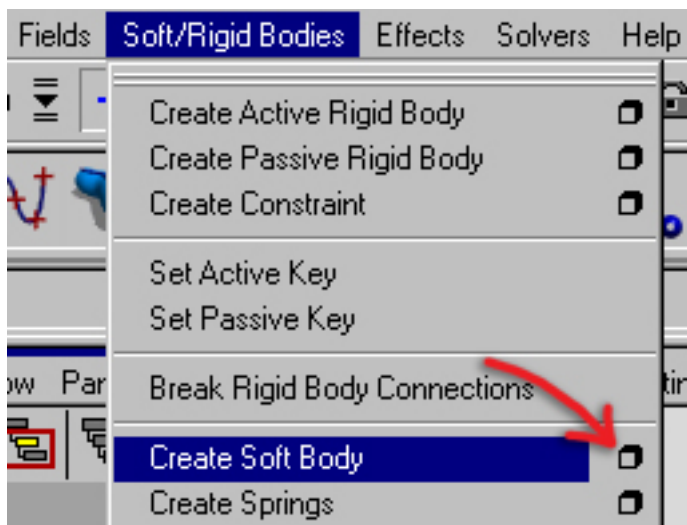 Fields Soft/Rigid Bodies Effects Solvers Help
Create Active Rigid Body
Create Passive Rigid Body
Create Constraint
Set Active Key
Set Passive Key
Break Rigid Body Connections
Create Soft Body
Create Springs